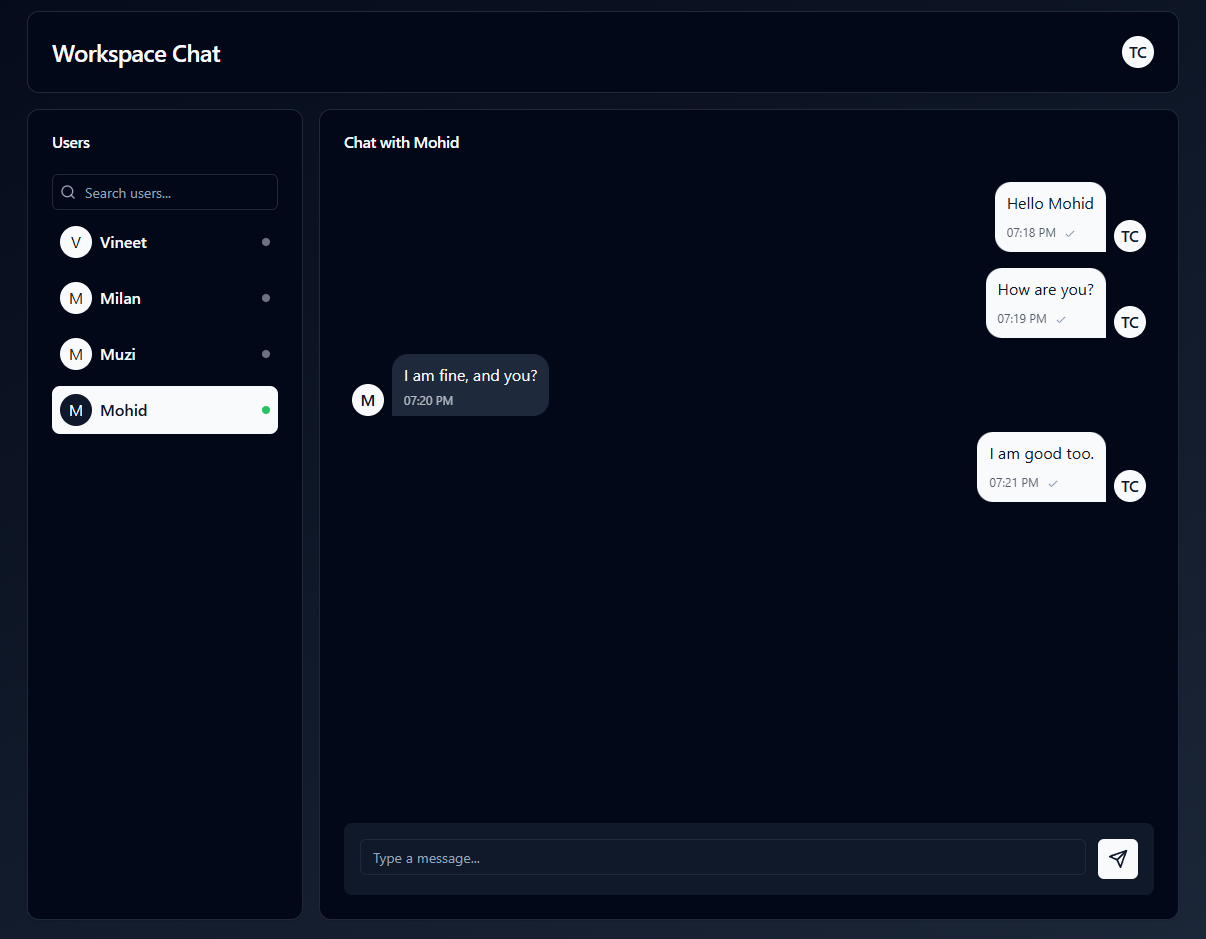 Workspace Chat
TC
Users
Search users...
V Vineet
M Milan
M Muzi
M Mohid
Chat with Mohid
Hello Mohid
07:18 PM ✓
TC
How are you?
07:19 PM ✓
TC
I am fine, and you?
07:20 PM
M
I am good too.
07:21 PM ✓
TC
Type a message...